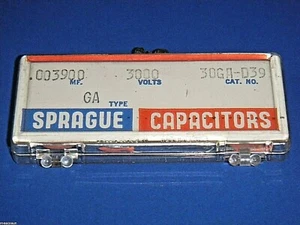 .003900 3000 30GA-D39
MF. VOLTS CAT. NO.
GA TYPE
SPRAGUE CAPACITORS